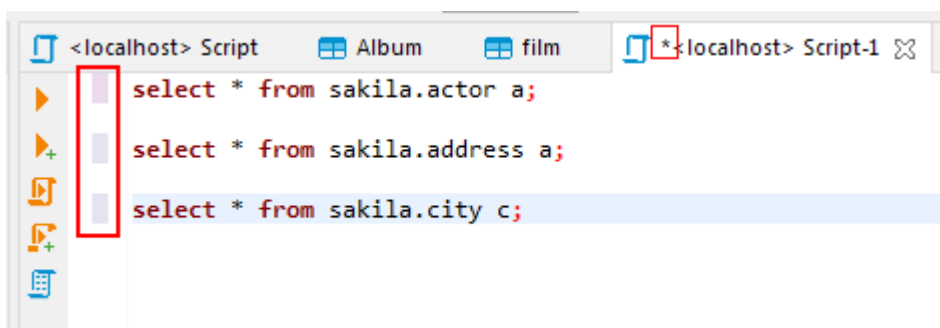 <localhost> Script Album film *<localhost> Script-1
select * from sakila.actor a;
select * from sakila.address a;
select * from sakila.city c;